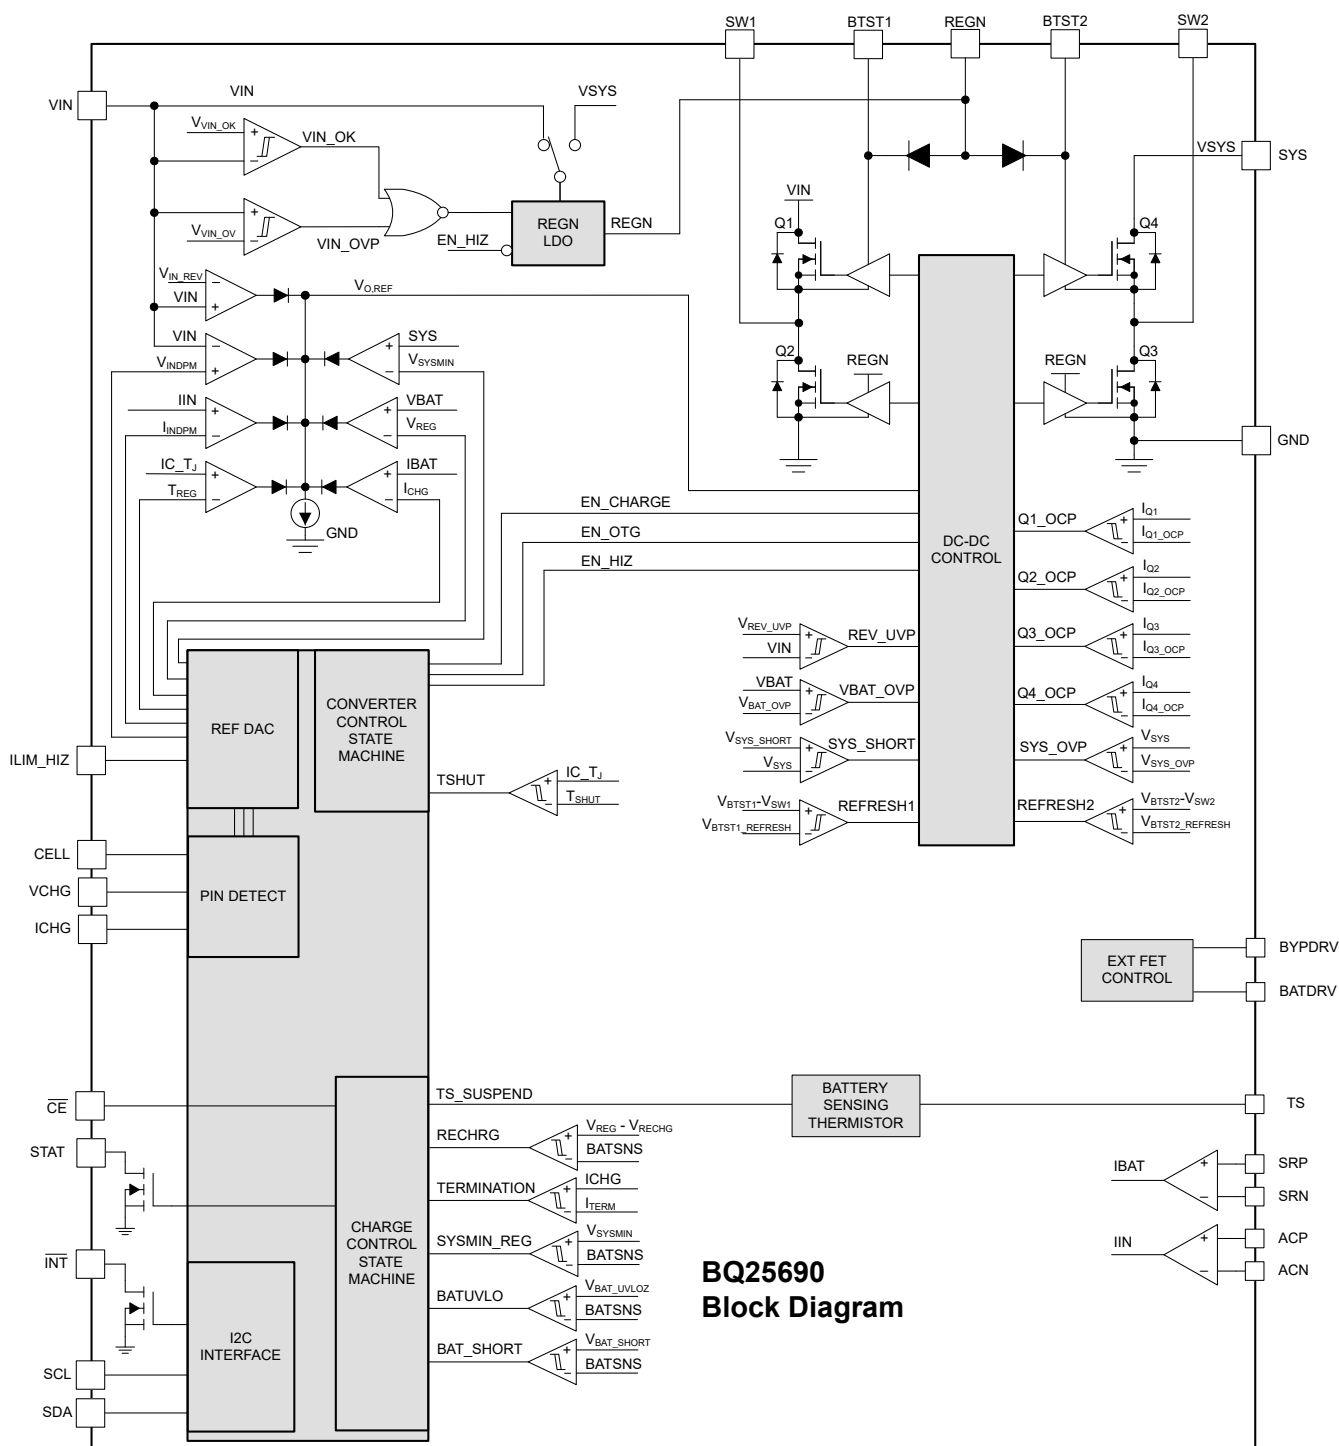 SW1
BTST1
REGN
BTST2
SW2
VIN
VIN
VSYS
V_VIN_OK
VIN_OK
VSYS
SYS
VIN
V_VIN_OV
VIN_OVP
EN_HIZ
REGN
LDO
REGN
Q1
Q4
V_IN_REV
VIN
V_O,REF
VIN
V_INDPM
SYS
V_SYSMIN
Q2
REGN
REGN
Q3
IIN
I_INDPM
VBAT
V_REG
GND
IC_T_J
T_REG
IBAT
I_CHG
GND
EN_CHARGE
EN_OTG
EN_HIZ
DC-DC
CONTROL
Q1_OCP
I_Q1
I_Q1_OCP
Q2_OCP
I_Q2
I_Q2_OCP
V_REV_UVP
VIN
REV_UVP
Q3_OCP
I_Q3
I_Q3_OCP
VBAT
V_BAT_OVP
VBAT_OVP
Q4_OCP
I_Q4
I_Q4_OCP
V_SYS_SHORT
V_SYS
SYS_SHORT
SYS_OVP
V_SYS
V_SYS_OVP
V_BTST1-V_SW1
V_BTST1_REFRESH
REFRESH1
REFRESH2
V_BTST2-V_SW2
V_BTST2_REFRESH
REF DAC
CONVERTER
CONTROL
STATE
MACHINE
ILIM_HIZ
TSHUT
IC_T_J
T_SHUT
CELL
VCHG
ICHG
PIN DETECT
EXT FET
CONTROL
BYPDRV
BATDRV
CE
TS_SUSPEND
BATTERY
SENSING
THERMISTOR
TS
STAT
RECHRG
V_REG - V_RECHG
BATSNS
IBAT
SRP
SRN
TERMINATION
ICHG
I_TERM
CHARGE
CONTROL
STATE
MACHINE
SYSMIN_REG
V_SYSMIN
BATSNS
IIN
ACP
ACN
INT
BATUVLO
V_BAT_UVLOZ
BATSNS
BQ25690
Block Diagram
I2C
INTERFACE
BAT_SHORT
V_BAT_SHORT
BATSNS
SCL
SDA